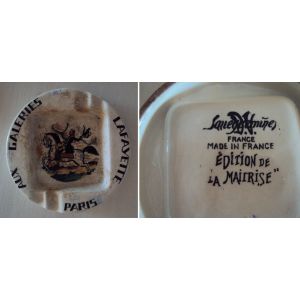 AUX GALERIES LAFAYETTE
PARIS
FRANCE
MADE IN FRANCE
ÉDITION DE
"LA MAITRISE"